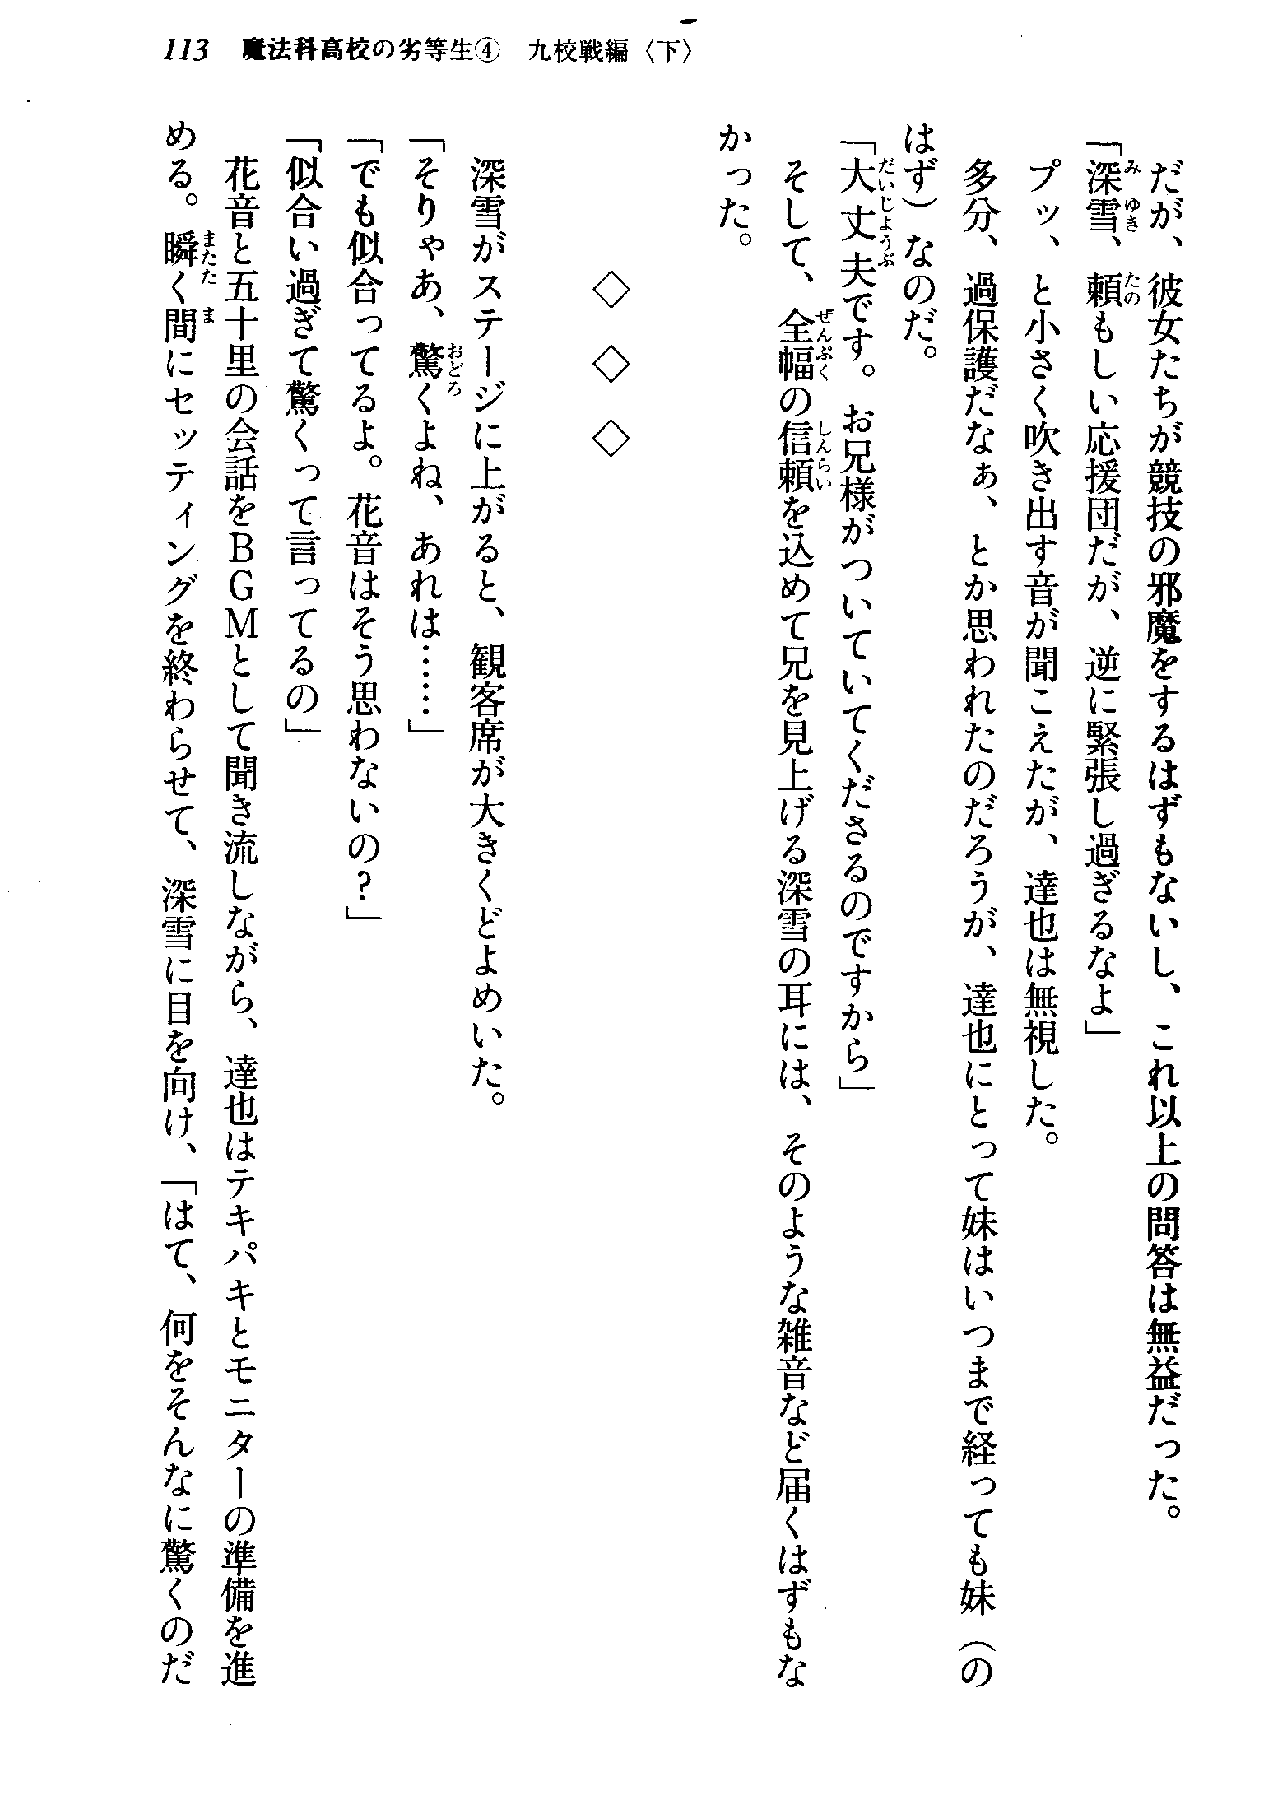 113　魔法科高校の劣等生④　九校戦編〈下〉
　だが、彼女たちが競技の邪魔をするはずもないし、これ以上の問答は無益だった。
「深雪、頼もしい応援団だが、逆に緊張し過ぎるなよ」
　プッ、と小さく吹き出す音が聞こえたが、達也は無視した。
　多分、過保護だなぁ、とか思われたのだろうが、達也にとって妹はいつまで経っても妹（の
はず）なのだ。
「大丈夫です。お兄様がついていてくださるのですから」
　そして、全幅の信頼を込めて兄を見上げる深雪の耳には、そのような雑音など届くはずもな
かった。
◇　◇　◇
　深雪がステージに上がると、観客席が大きくどよめいた。
「そりゃあ、驚くよね、あれは……」
「でも似合ってるよ。花音はそう思わないの？」
「似合い過ぎて驚くって言ってるの」
　花音と五十里の会話をＢＧＭとして聞き流しながら、達也はテキパキとモニターの準備を進
める。瞬く間にセッティングを終わらせて、深雪に目を向け、「はて、何をそんなに驚くのだ